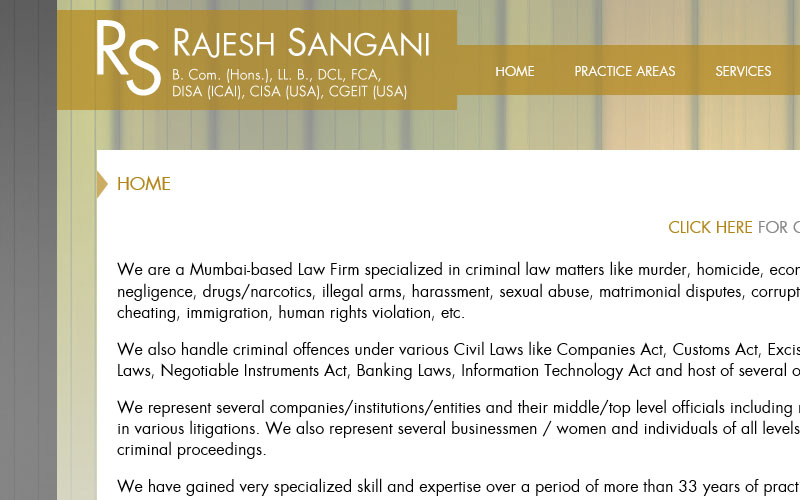 RS RAJESH SANGANI
B. Com. (Hons.), LL. B., DCL, FCA,
DISA (ICAI), CISA (USA), CGEIT (USA)
HOME PRACTICE AREAS SERVICES
HOME
CLICK HERE FOR
We are a Mumbai-based Law Firm specialized in criminal law matters like murder, homicide,
negligence, drugs/narcotics, illegal arms, harassment, sexual abuse, matrimonial disputes,
cheating, immigration, human rights violation, etc.
We also handle criminal offences under various Civil Laws like Companies Act, Customs Act,
Laws, Negotiable Instruments Act, Banking Laws, Information Technology Act and host of several
We represent several companies/institutions/entities and their middle/top level officials including
in various litigations. We also represent several businessmen / women and individuals of all levels
criminal proceedings.
We have gained very specialized skill and expertise over a period of more than 33 years of